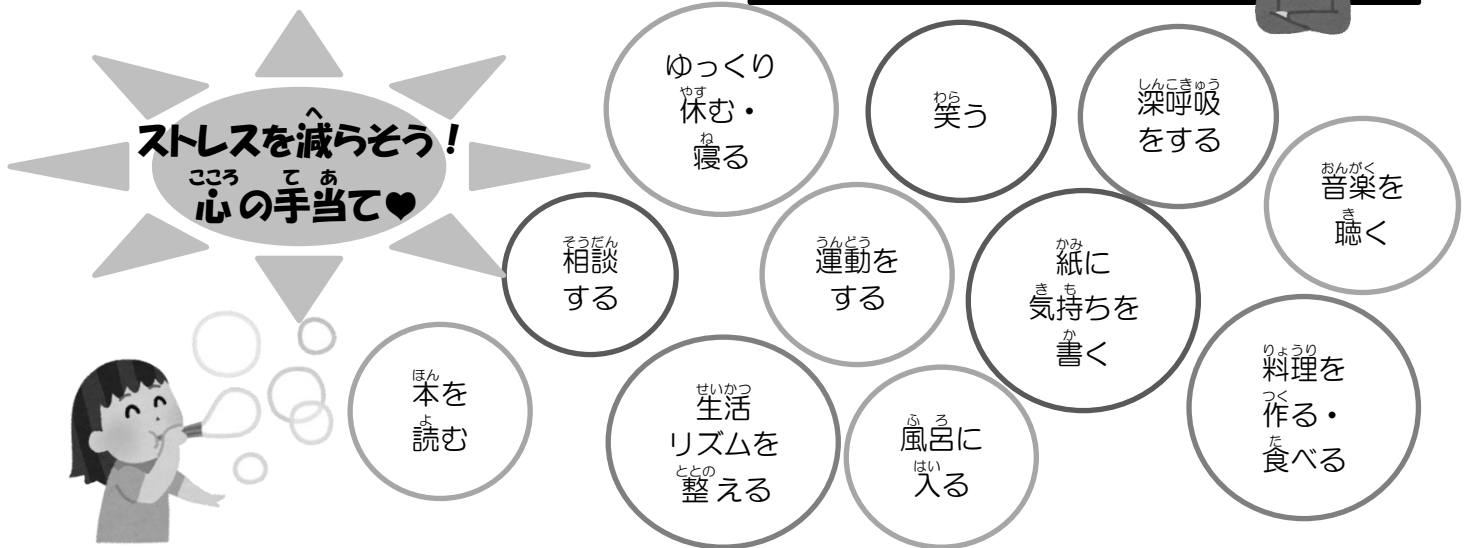 ストレスを減らそう！
心の手当て♥
ゆっくり
休む・
寝る
笑う
深呼吸
をする
音楽を
聴く
相談
する
運動を
する
紙に
気持ちを
書く
料理を
作る・
食べる
本を
読む
生活
リズムを
整える
風呂に
入る